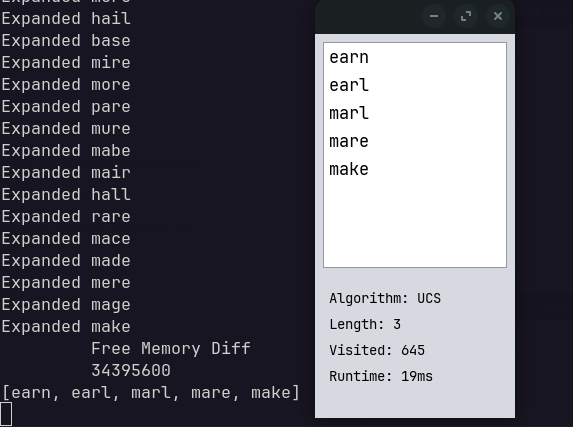 Expanded hail
Expanded base
Expanded mire
Expanded more
Expanded pare
Expanded mure
Expanded mabe
Expanded mair
Expanded hall
Expanded rare
Expanded mace
Expanded made
Expanded mere
Expanded mage
Expanded make
Free Memory Diff
34395600
[earn, earl, marl, mare, make]
earn
earl
marl
mare
make
Algorithm: UCS
Length: 3
Visited: 645
Runtime: 19ms